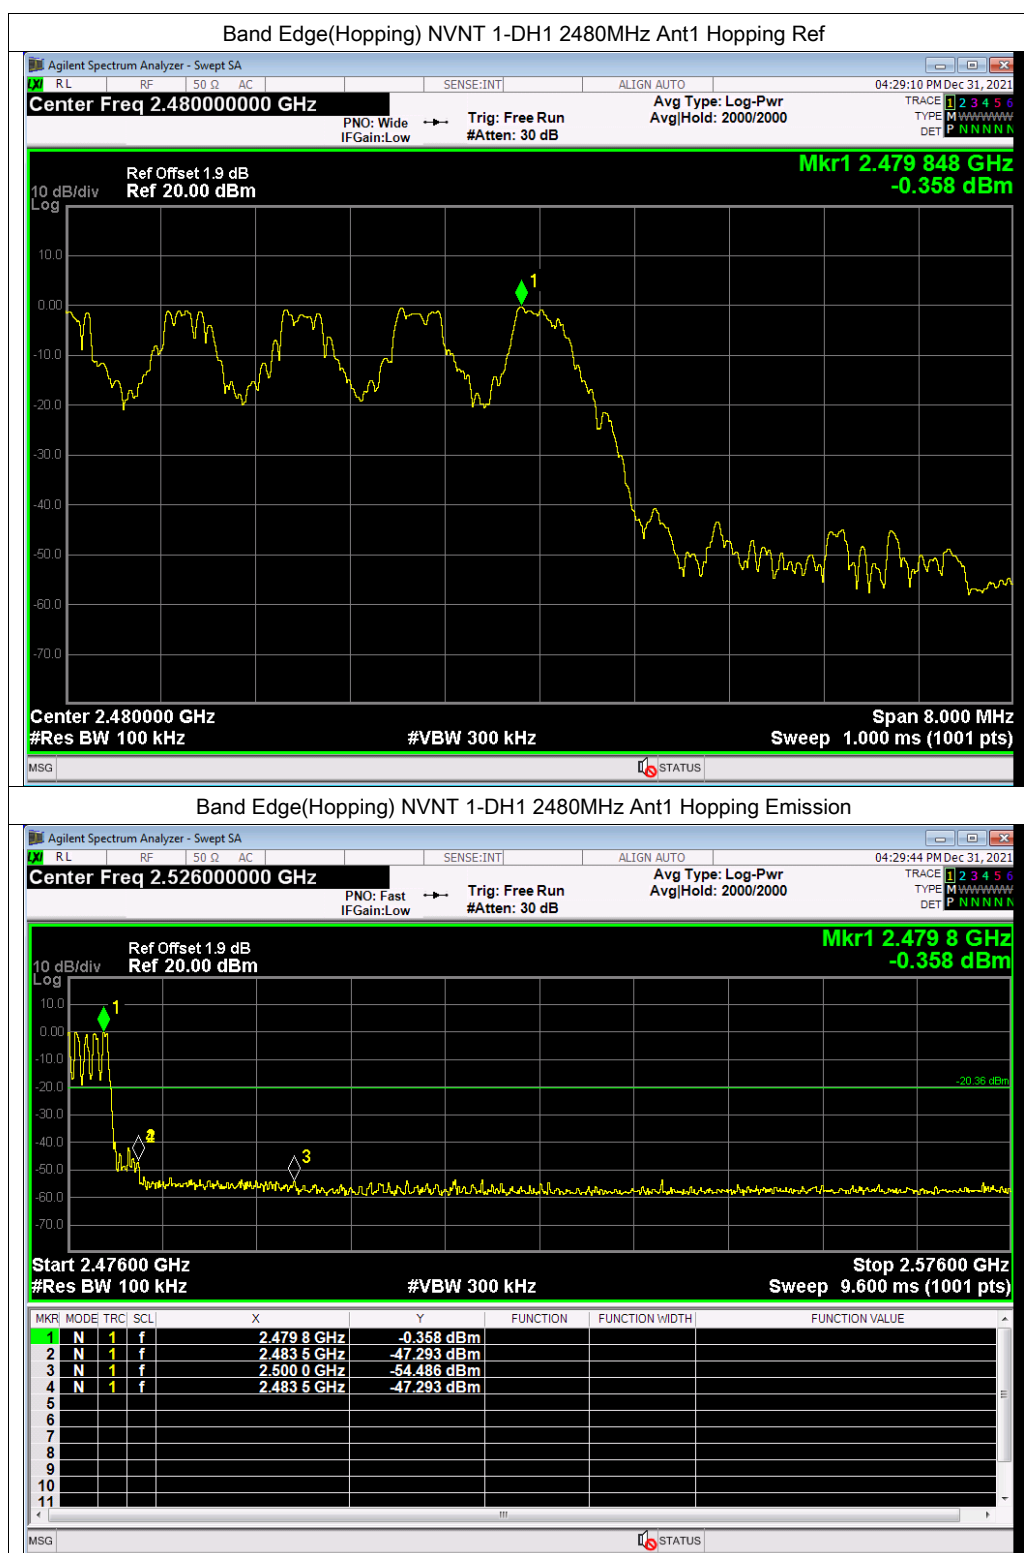 Band Edge(Hopping) NVNT 1-DH1 2480MHz Ant1 Hopping Ref
Agilent Spectrum Analyzer - Swept SA
LXI RL RF 50 Ω AC SENSE:INT ALIGN AUTO 04:29:10 PM Dec 31, 2021
Center Freq 2.480000000 GHz Avg Type: Log-Pwr TRACE 1 2 3 4 5 6
PNO: Wide Trig: Free Run Avg|Hold: 2000/2000 TYPE M WWWWW
IFGain:Low #Atten: 30 dB DET P N N N N N
Mkr1 2.479 848 GHz
Ref Offset 1.9 dB
10 dB/div Ref 20.00 dBm -0.358 dBm
Log
10.0
1
0.00
-10.0
-20.0
-30.0
-40.0
-50.0
-60.0
-70.0
Center 2.480000 GHz Span 8.000 MHz
#Res BW 100 kHz #VBW 300 kHz Sweep 1.000 ms (1001 pts)
MSG STATUS
Band Edge(Hopping) NVNT 1-DH1 2480MHz Ant1 Hopping Emission
Agilent Spectrum Analyzer - Swept SA
LXI RL RF 50 Ω AC SENSE:INT ALIGN AUTO 04:29:44 PM Dec 31, 2021
Center Freq 2.526000000 GHz Avg Type: Log-Pwr TRACE 1 2 3 4 5 6
PNO: Fast Trig: Free Run Avg|Hold: 2000/2000 TYPE M WWWWW
IFGain:Low #Atten: 30 dB DET P N N N N N
Mkr1 2.479 8 GHz
Ref Offset 1.9 dB
10 dB/div Ref 20.00 dBm -0.358 dBm
Log
10.0
1
0.00
-10.0
-20.0
-20.36 dBm
-30.0
-40.0
3
-50.0
-60.0
-70.0
Start 2.47600 GHz Stop 2.57600 GHz
#Res BW 100 kHz #VBW 300 kHz Sweep 9.600 ms (1001 pts)
MKR MODE TRC SCL X Y FUNCTION FUNCTION WIDTH FUNCTION VALUE
1 N 1 f 2.479 8 GHz -0.358 dBm
2 N 1 f 2.483 5 GHz -47.293 dBm
3 N 1 f 2.500 0 GHz -54.486 dBm
4 N 1 f 2.483 5 GHz -47.293 dBm
5
6
7
8
9
10
11
MSG STATUS